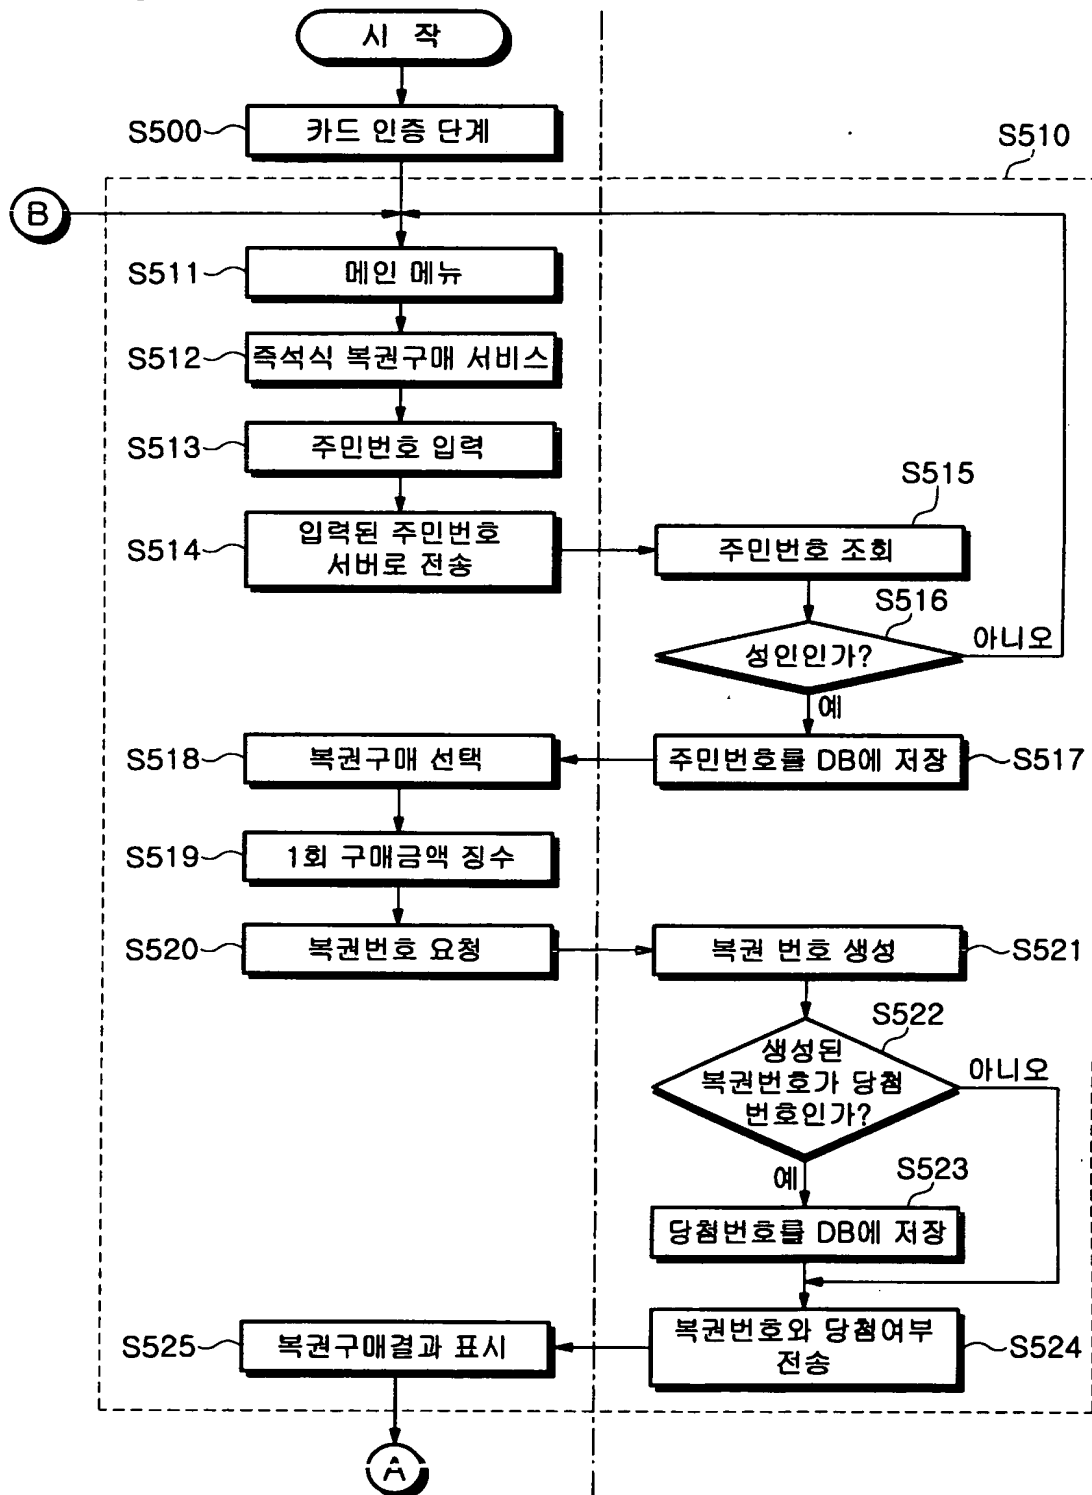 시 작
S500
카드 인증 단계
S510
B
S511
메인 메뉴
S512
즉석식 복권구매 서비스
S513
주민번호 입력
S514
입력된 주민번호
서버로 전송
S515
주민번호 조회
S516
성인인가?
아니오
예
S518
복권구매 선택
주민번호를 DB에 저장
S517
S519
1회 구매금액 징수
S520
복권번호 요청
복권 번호 생성
S521
S522
생성된
복권번호가 당첨
번호인가?
아니오
예
S523
당첨번호를 DB에 저장
S525
복권구매결과 표시
복권번호와 당첨여부
전송
S524
A